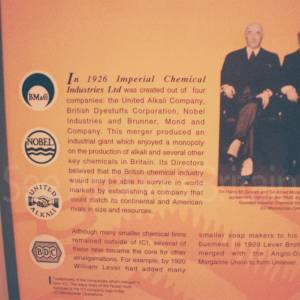 BM&Co
In 1926 Imperial Chemical
Industries Ltd was created out of four
companies: the United Alkali Company,
British Dyestuffs Corporation, Nobel
Industries and Brunner, Mond and
Company. This merger produced an
industrial giant which enjoyed a monopoly
on the production of alkali and several other
key chemicals in Britain. Its Directors
believed that the British chemical industry
would only be able to survive in world
markets by establishing a company that
could match its continental and American
rivals in size and resources.
NOBEL
UNITED
ALKALI
BDC
Although many smaller chemical firms
remained outside of ICI, several of
these later became the core for other
amalgamations. For example, by 1920
William Lever had added many
smaller soap makers to his
business. In 1929 Lever Bros
merged with the Anglo-
Margarine Union to form Unilever.